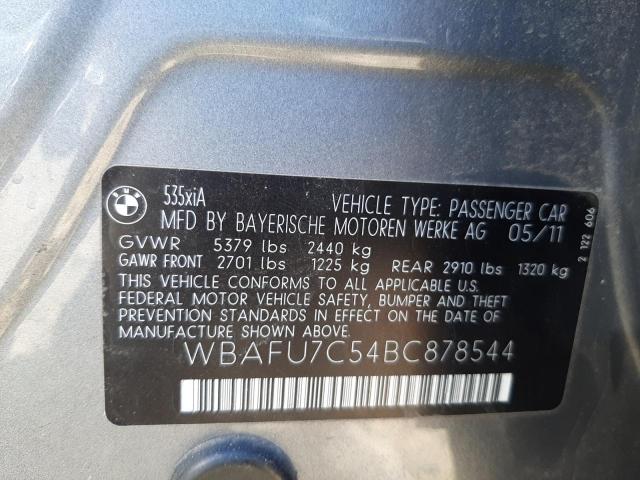 BMW
535xiA
VEHICLE TYPE: PASSENGER CAR
MFD BY BAYERISCHE MOTOREN WERKE AG 05/11
GVWR 5379 lbs 2440 kg
GAWR FRONT 2701 lbs 1225 kg REAR 2910 lbs 1320 kg
THIS VEHICLE CONFORMS TO ALL APPLICABLE U.S.
FEDERAL MOTOR VEHICLE SAFETY, BUMPER AND THEFT
PREVENTION STANDARDS IN EFFECT ON THE DATE OF
MANUFACTURE SHOWN ABOVE.
WBAFU7C54BC878544
2 122 606